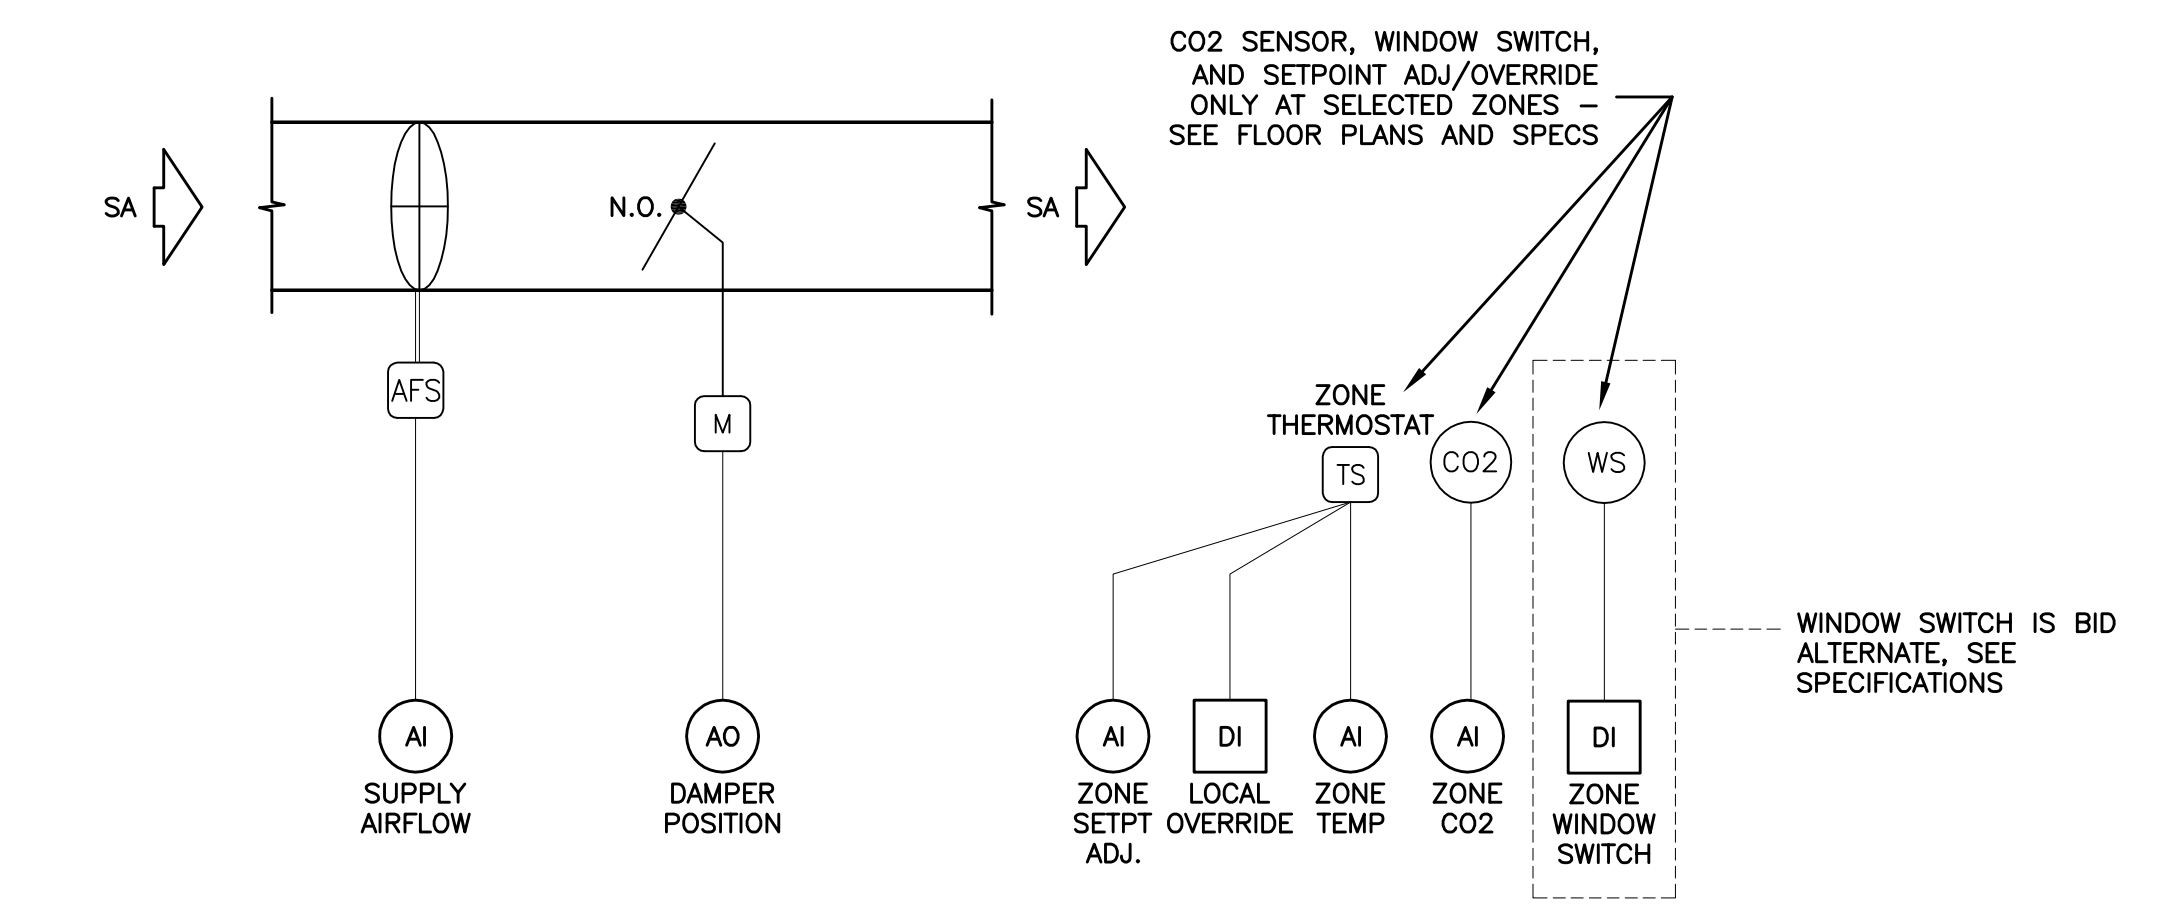 CO2 SENSOR, WINDOW SWITCH,
AND SETPOINT ADJ/OVERRIDE
ONLY AT SELECTED ZONES –
SEE FLOOR PLANS AND SPECS
SA
N.O.
SA
AFS
M
ZONE
THERMOSTAT
TS
CO2
WS
WINDOW SWITCH IS BID
ALTERNATE, SEE
SPECIFICATIONS
AI
SUPPLY
AIRFLOW
AO
DAMPER
POSITION
AI
ZONE
SETPT
ADJ.
DI
LOCAL
OVERRIDE
AI
ZONE
TEMP
AI
ZONE
CO2
DI
ZONE
WINDOW
SWITCH